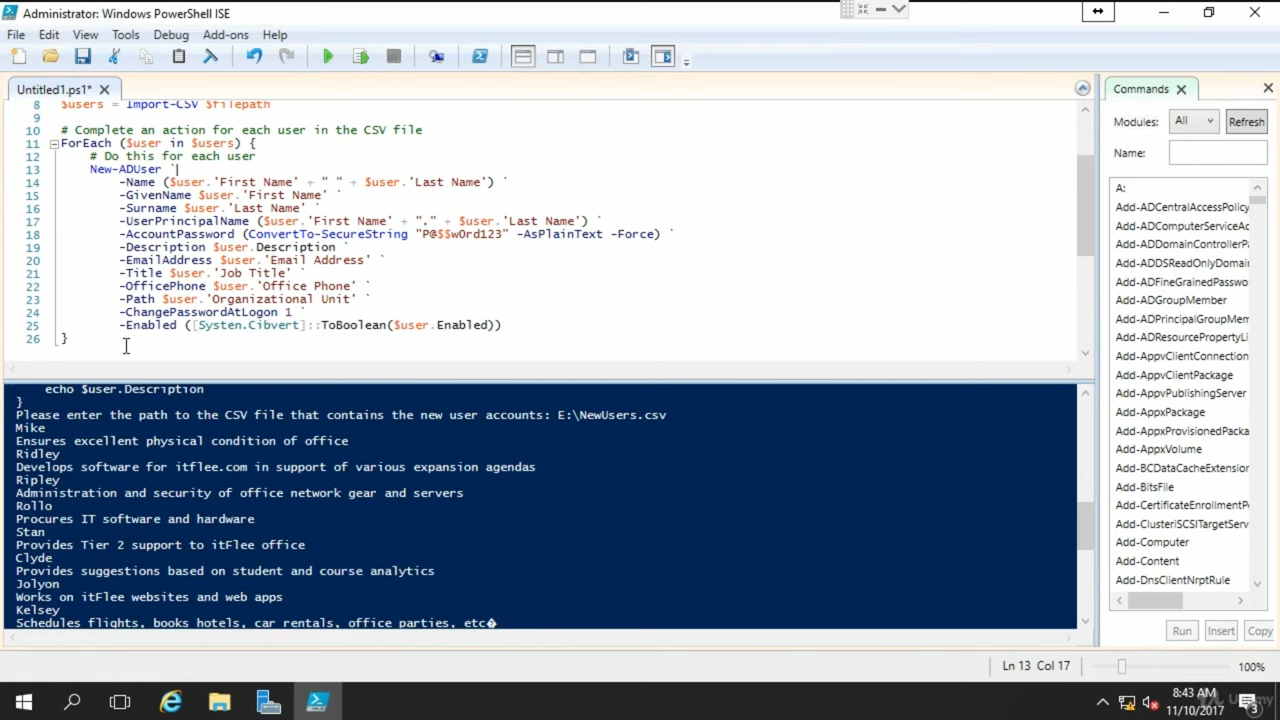 Administrator: Windows PowerShell ISE
File Edit View Tools Debug Add-ons Help
Untitled1.ps1*
8 $users = Import-CSV $filepath
9
10 # Complete an action for each user in the CSV file
11 ForEach ($user in $users) {
12 # Do this for each user
13 New-ADUser `
14 -Name ($user.'First Name' + " " + $user.'Last Name') `
15 -GivenName $user.'First Name' `
16 -Surname $user.'Last Name' `
17 -UserPrincipalName ($user.'First Name' + "." + $user.'Last Name') `
18 -AccountPassword (ConvertTo-SecureString "P@$$w0rd123" -AsPlainText -Force) `
19 -Description $user.Description `
20 -EmailAddress $user.'Email Address' `
21 -Title $user.'Job Title' `
22 -OfficePhone $user.'Office Phone' `
23 -Path $user.'Organizational Unit' `
24 -ChangePasswordAtLogon 1 `
25 -Enabled ([Systen.Cibvert]::ToBoolean($user.Enabled))
26 }
echo $user.Description
}
Please enter the path to the CSV file that contains the new user accounts: E:\NewUsers.csv
Mike
Ensures excellent physical condition of office
Ridley
Develops software for itflee.com in support of various expansion agendas
Ripley
Administration and security of office network gear and servers
Rollo
Procures IT software and hardware
Stan
Provides Tier 2 support to itFlee office
Clyde
Provides suggestions based on student and course analytics
Jolyon
Works on itFlee websites and web apps
Kelsey
Schedules flights, books hotels, car rentals, office parties, etc�
Commands
Modules: All Refresh
Name:
A:
Add-ADCentralAccessPolicy
Add-ADComputerServiceAc
Add-ADDomainControllerPa
Add-ADDSReadOnlyDomain
Add-ADFineGrainedPasswo
Add-ADGroupMember
Add-ADPrincipalGroupMem
Add-ADResourcePropertyLi
Add-AppvClientConnection
Add-AppvClientPackage
Add-AppvPublishingServer
Add-AppxPackage
Add-AppxProvisionedPacka
Add-AppxVolume
Add-BCDataCacheExtension
Add-BitsFile
Add-CertificateEnrollmentPo
Add-ClusteriSCSITargetServ
Add-Computer
Add-Content
Add-DnsClientNrptRule
Run Insert Copy
Ln 13 Col 17 100%
8:43 AM
11/10/2017
3
Udemy